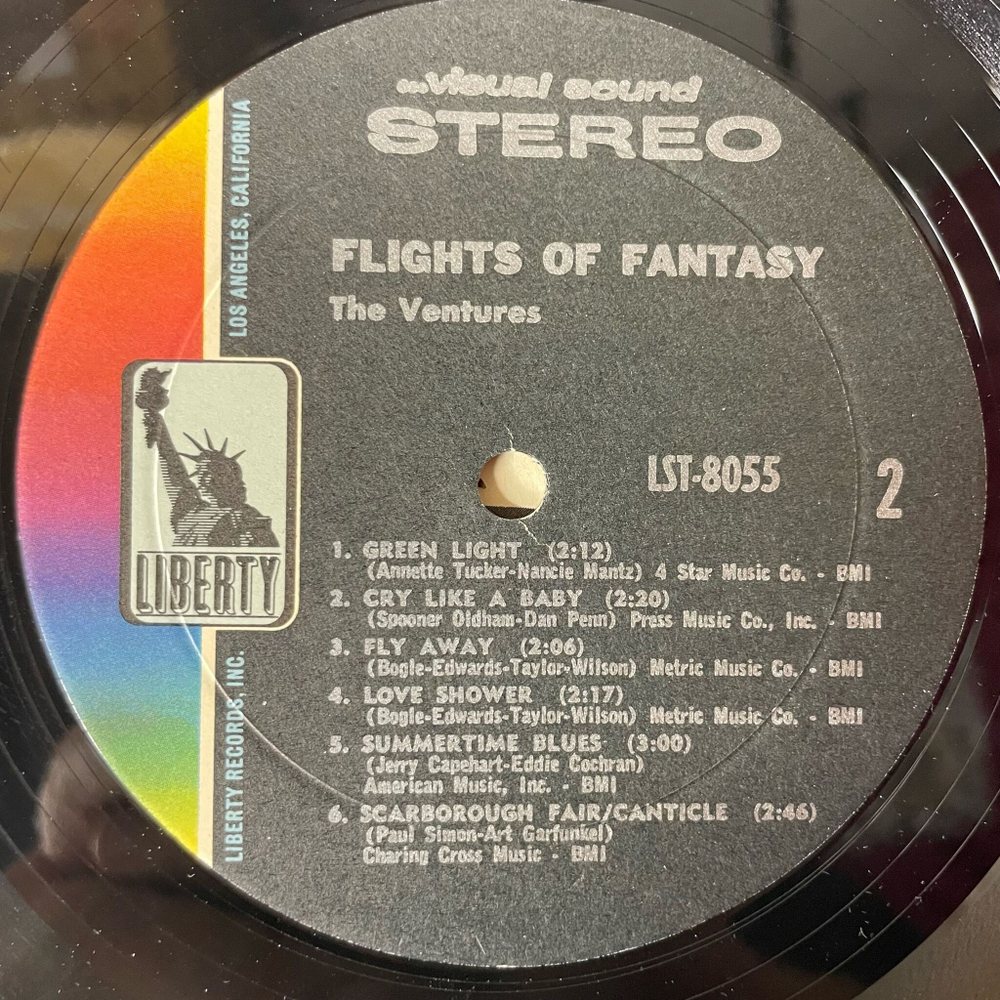 ...visual sound
STEREO
LOS ANGELES, CALIFORNIA
FLIGHTS OF FANTASY
The Ventures
LST-8055
2
LIBERTY
1. GREEN LIGHT (2:12)
(Annette Tucker-Nancie Mantz) 4 Star Music Co. - BMI
2. CRY LIKE A BABY (2:20)
(Spooner Oldham-Dan Penn) Press Music Co., Inc. - BMI
3. FLY AWAY (2:06)
(Bogle-Edwards-Taylor-Wilson) Metric Music Co. - BMI
4. LOVE SHOWER (2:17)
(Bogle-Edwards-Taylor-Wilson) Metric Music Co. - BMI
5. SUMMERTIME BLUES (3:00)
(Jerry Capehart-Eddie Cochran)
American Music, Inc. - BMI
6. SCARBOROUGH FAIR/CANTICLE (2:46)
(Paul Simon-Art Garfunkel)
Charing Cross Music - BMI
LIBERTY RECORDS, INC.